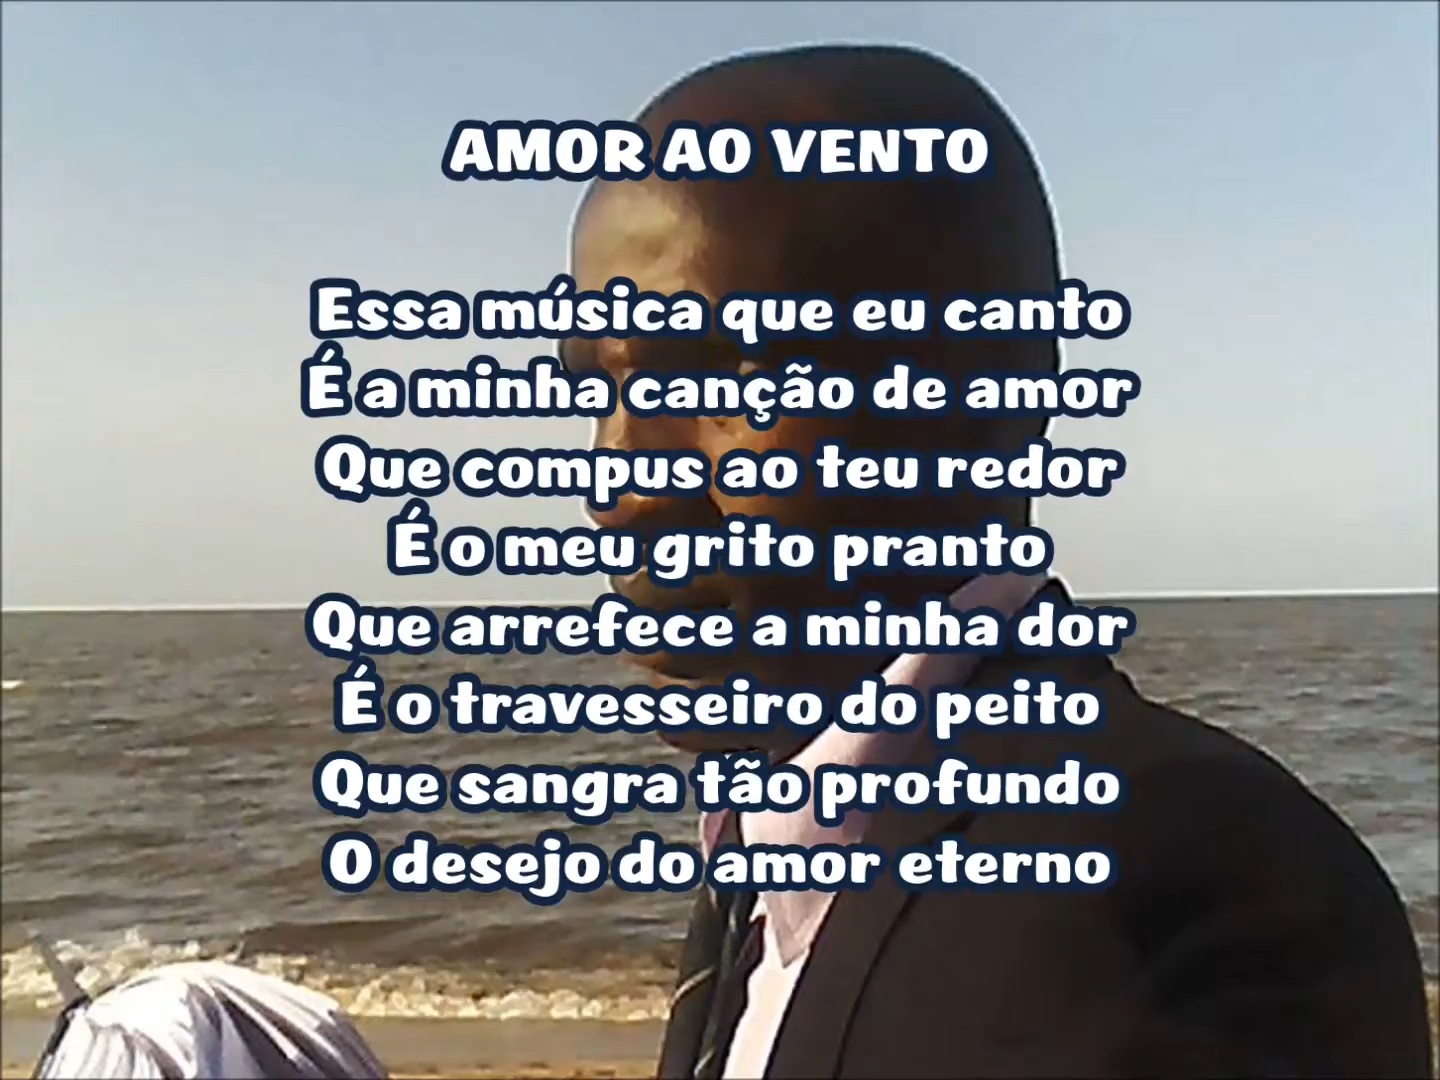 AMOR AO VENTO
Essa música que eu canto
É a minha canção de amor
Que compus ao teu redor
É o meu grito pranto
Que arrefece a minha dor
É o travesseiro do peito
Que sangra tão profundo
O desejo do amor eterno